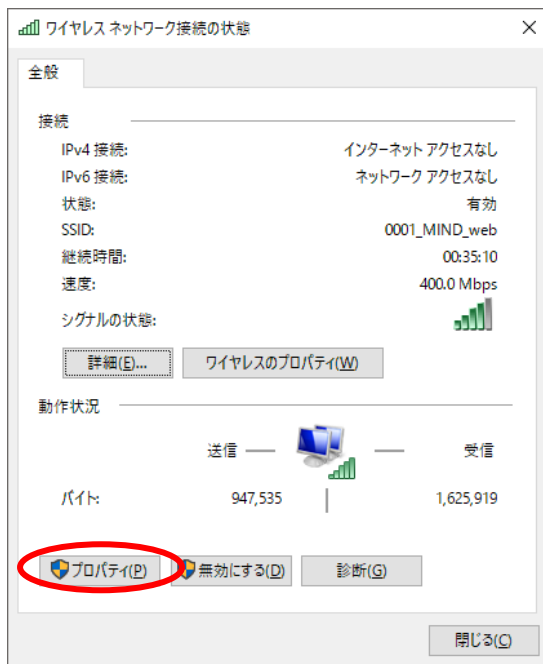 ワイヤレス ネットワーク接続の状態
全般
接続
IPv4 接続: インターネット アクセスなし
IPv6 接続: ネットワーク アクセスなし
状態: 有効
SSID: 0001_MIND_web
継続時間: 00:35:10
速度: 400.0 Mbps
シグナルの状態:
詳細(E)... ワイヤレスのプロパティ(W)
動作状況
送信 受信
バイト: 947,535 1,625,919
プロパティ(P) 無効にする(D) 診断(G)
閉じる(C)